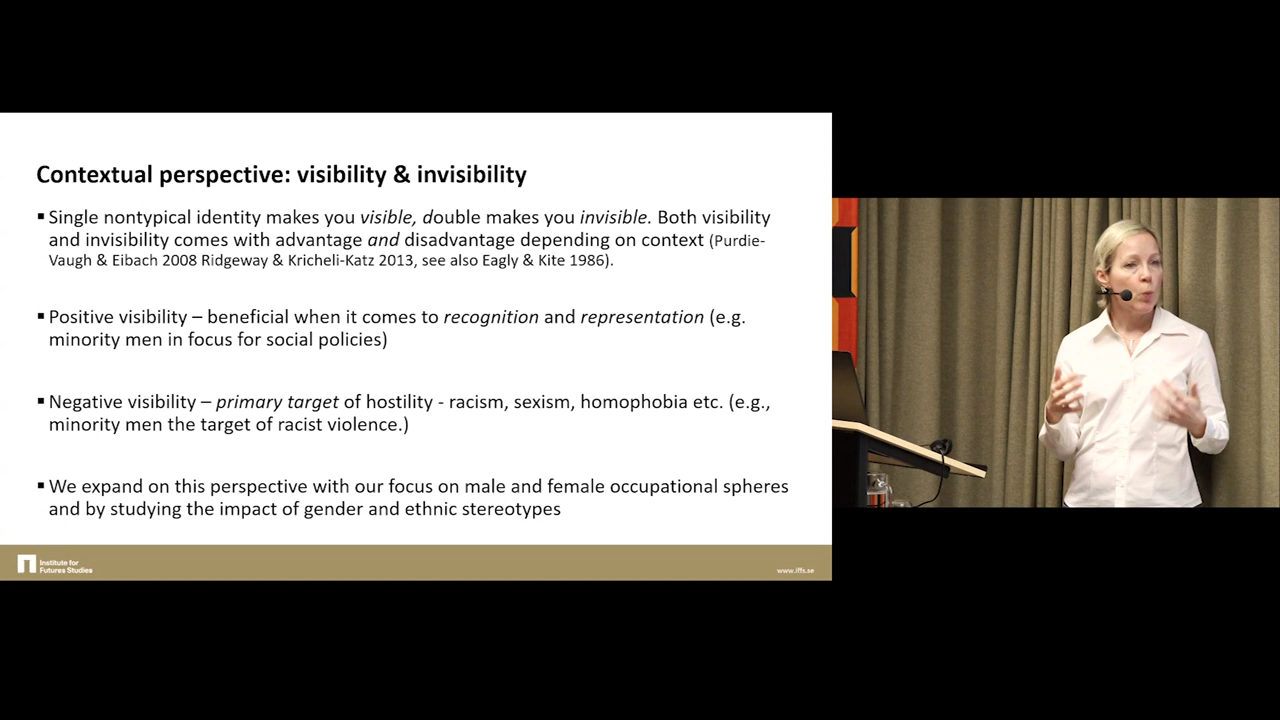 Contextual perspective: visibility & invisibility
▪ Single nontypical identity makes you visible, double makes you invisible. Both visibility
and invisibility comes with advantage and disadvantage depending on context (Purdie-
Vaugh & Eibach 2008 Ridgeway & Kricheli-Katz 2013, see also Eagly & Kite 1986).
▪ Positive visibility – beneficial when it comes to recognition and representation (e.g.
minority men in focus for social policies)
▪ Negative visibility – primary target of hostility - racism, sexism, homophobia etc. (e.g.,
minority men the target of racist violence.)
▪ We expand on this perspective with our focus on male and female occupational spheres
and by studying the impact of gender and ethnic stereotypes
Institute for
Futures Studies
www.iffs.se